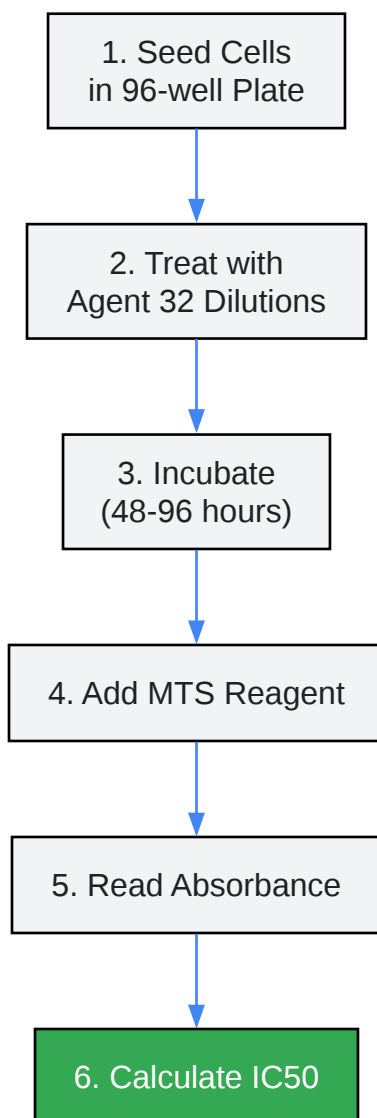 1. Seed Cells
in 96-well Plate
2. Treat with
Agent 32 Dilutions
3. Incubate
(48-96 hours)
4. Add MTS Reagent
5. Read Absorbance
6. Calculate IC50